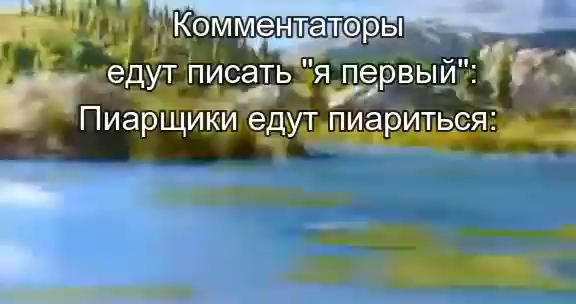 Комментаторы
едут писать "я первый":
Пиарщики едут пиариться: